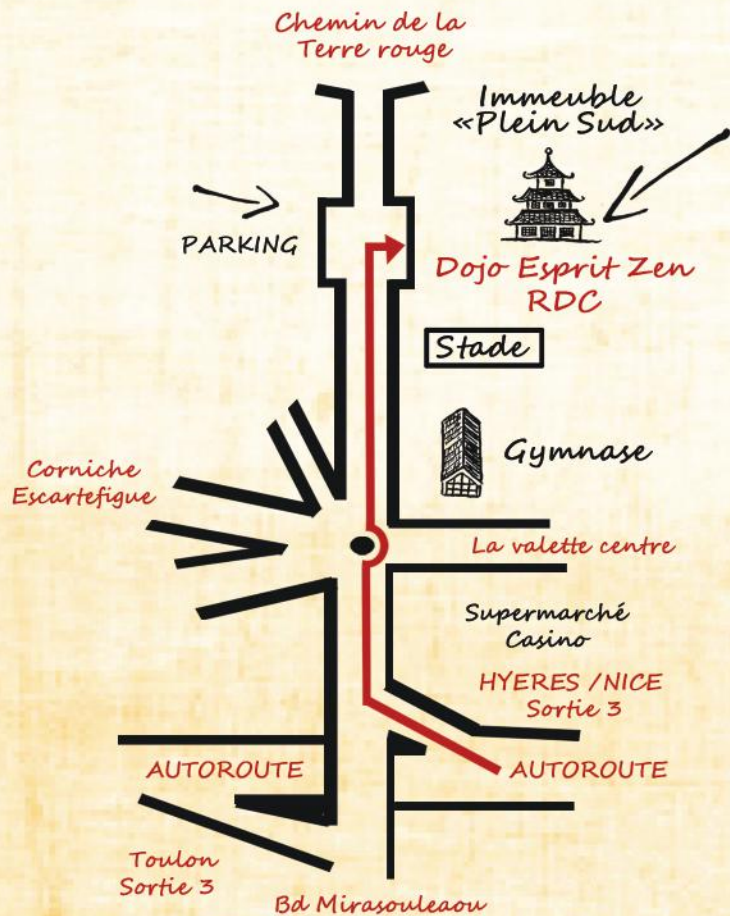 Chemin de la
Terre rouge
Immeuble
«Plein Sud»
PARKING
Dojo Esprit Zen
RDC
Stade
Gymnase
Corniche
Escartefigue
La valette centre
Supermarché
Casino
HYERES /NICE
Sortie 3
AUTOROUTE
AUTOROUTE
Toulon
Sortie 3
Bd Mirasouleaou